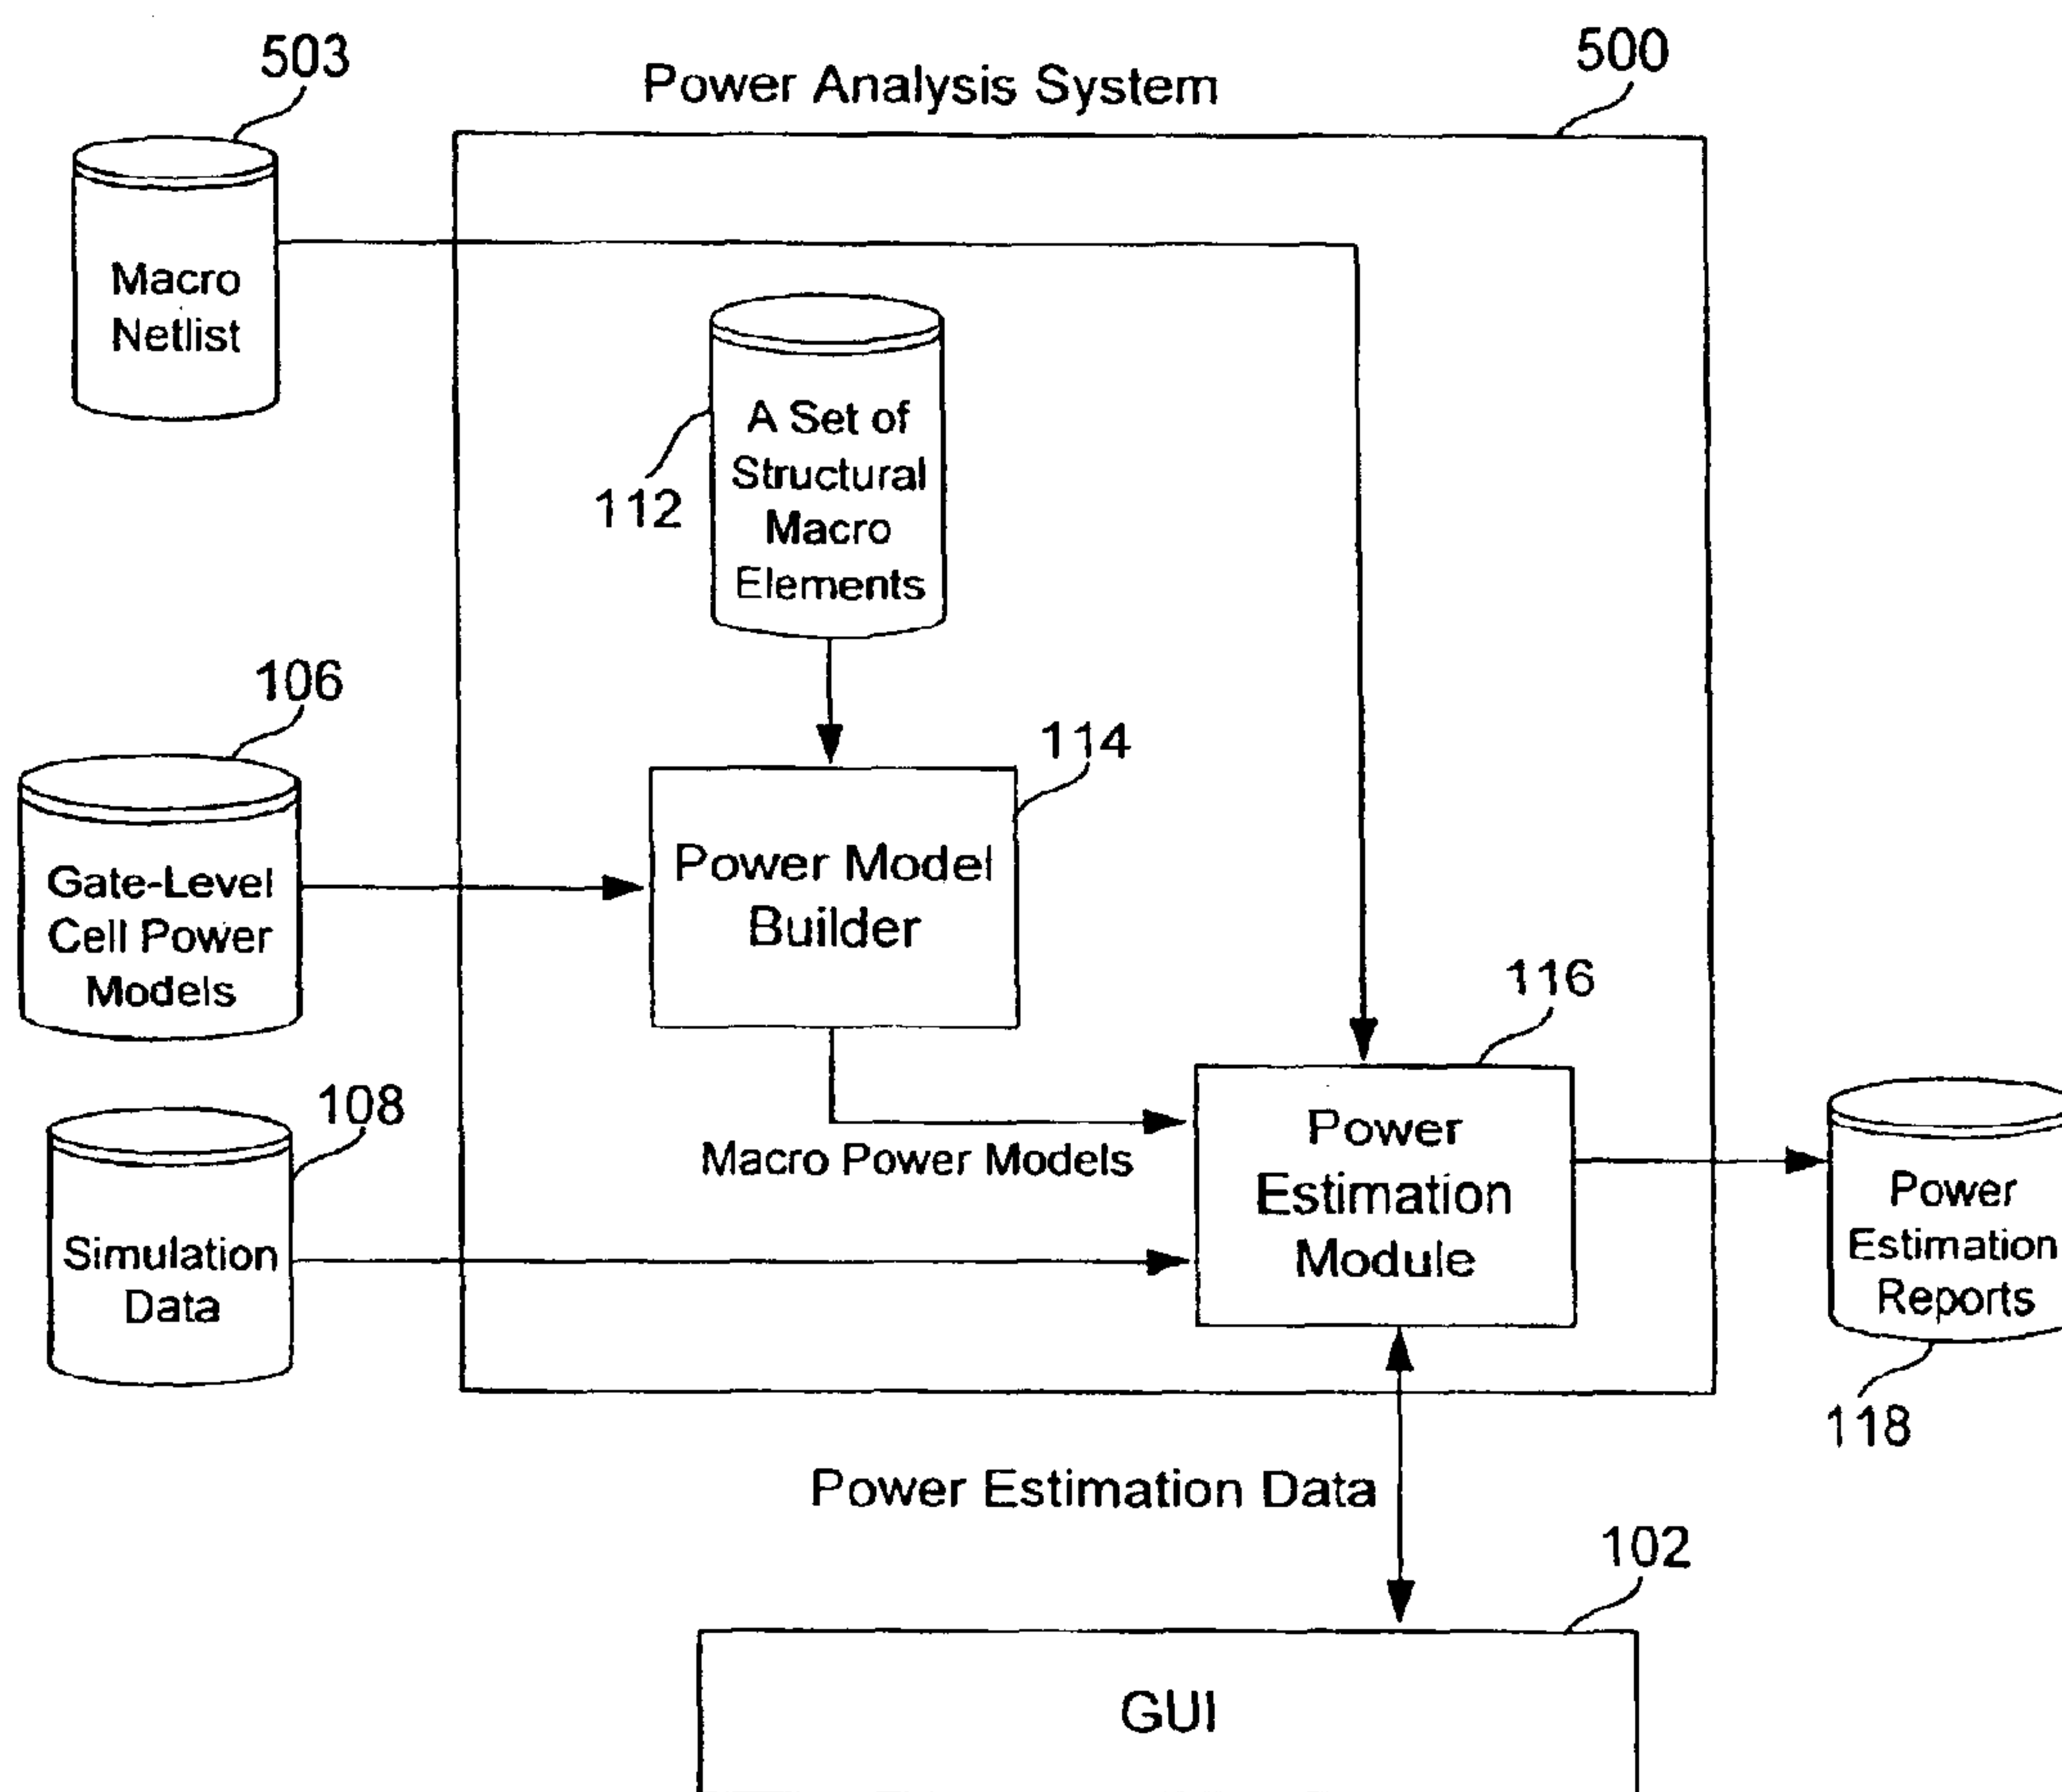 503
Power Analysis System
500
Macro
Netlist
A Set of
Structural
Macro
Elements
112
106
114
Gate-Level
Cell Power
Models
Power Model
Builder
116
108
Macro Power Models
Simulation
Data
Power
Estimation
Module
Power
Estimation
Reports
118
Power Estimation Data
102
GUI